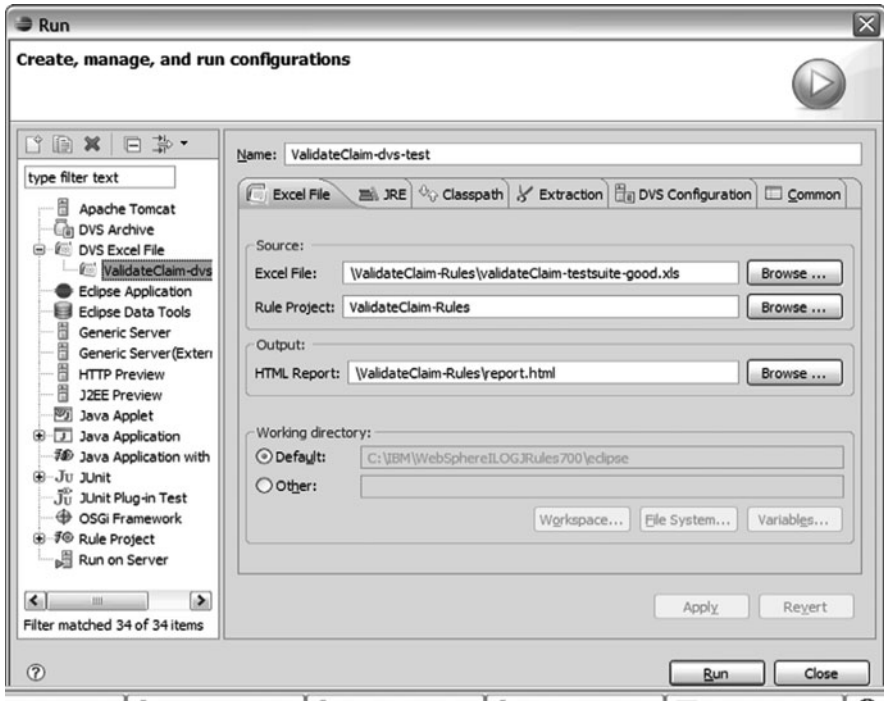 Run
Create, manage, and run configurations
type filter text
Apache Tomcat
DVS Archive
DVS Excel File
ValidateClaim-dvs
Eclipse Application
Eclipse Data Tools
Generic Server
Generic Server(Extern
HTTP Preview
J2EE Preview
Java Applet
Java Application
Java Application with
Ju JUnit
JUnit Plug-in Test
OSGi Framework
Rule Project
Run on Server
Filter matched 34 of 34 items
Name: ValidateClaim-dvs-test
Excel File JRE Classpath Extraction DVS Configuration Common
Source:
Excel File: \ValidateClaim-Rules\validateClaim-testsuite-good.xls Browse ...
Rule Project: ValidateClaim-Rules Browse ...
Output:
HTML Report: \ValidateClaim-Rules\report.html Browse ...
Working directory:
Default: C:\IBM\WebSphereILOGJRules700\eclipse
Other:
Workspace... File System... Variables...
Apply Revert
Run Close